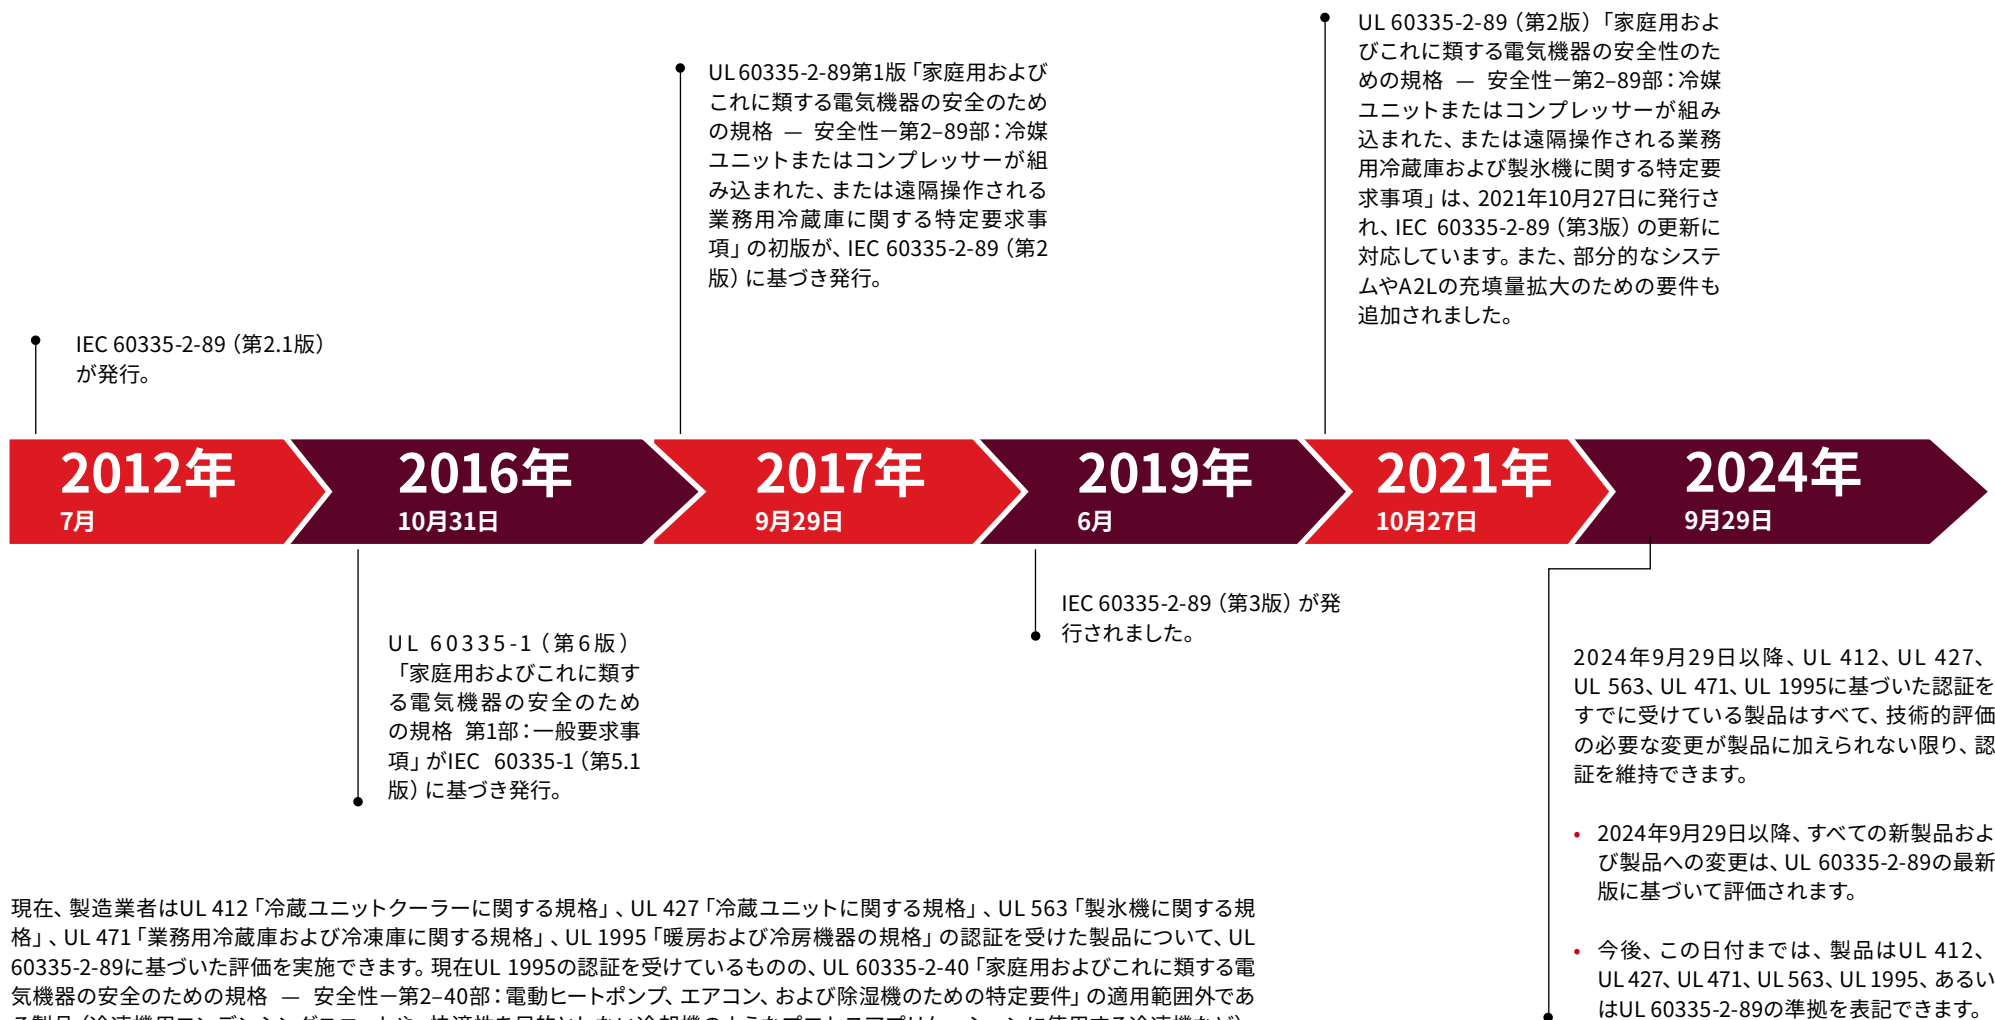 IEC 60335-2-89（第2.1版）
が発行。
UL 60335-2-89第1版「家庭用および
これに類する電気機器の安全のため
の規格 — 安全性－第2–89部：冷媒
ユニットまたはコンプレッサーが組
み込まれた、または遠隔操作される
業務用冷蔵庫に関する特定要求事
項」の初版が、IEC 60335-2-89（第2
版）に基づき発行。
UL 60335-2-89（第2版）「家庭用およ
びこれに類する電気機器の安全性のた
めの規格 — 安全性－第2–89部：冷媒
ユニットまたはコンプレッサーが組み
込まれた、または遠隔操作される業務
用冷蔵庫および製氷機に関する特定要
求事項」は、2021年10月27日に発行さ
れ、IEC 60335-2-89（第3版）の更新に
対応しています。また、部分的なシステ
ムやA2Lの充填量拡大のための要件も
追加されました。
2012年
7月
2016年
10月31日
2017年
9月29日
2019年
6月
2021年
10月27日
2024年
9月29日
UL 60335-1（第6版）
「家庭用およびこれに類す
る電気機器の安全のため
の規格 第1部：一般要求事
項」がIEC 60335-1（第5.1
版）に基づき発行。
IEC 60335-2-89（第3版）が発
行されました。
2024年9月29日以降、UL 412、UL 427、
UL 563、UL 471、UL 1995に基づいた認証を
すでに受けている製品はすべて、技術的評価
の必要な変更が製品に加えられない限り、認
証を維持できます。
• 2024年9月29日以降、すべての新製品およ
び製品への変更は、UL 60335-2-89の最新
版に基づいて評価されます。
• 今後、この日付までは、製品はUL 412、
UL 427、UL 471、UL 563、UL 1995、あるい
はUL 60335-2-89の準拠を表記できます。
現在、製造業者はUL 412「冷蔵ユニットクーラーに関する規格」、UL 427「冷蔵ユニットに関する規格」、UL 563「製氷機に関する規
格」、UL 471「業務用冷蔵庫および冷凍庫に関する規格」、UL 1995「暖房および冷房機器の規格」の認証を受けた製品について、UL
60335-2-89に基づいた評価を実施できます。現在UL 1995の認証を受けているものの、UL 60335-2-40「家庭用およびこれに類する電
気機器の安全のための規格 — 安全性－第2–40部：電動ヒートポンプ、エアコン、および除湿機のための特定要件」の適用範囲外であ